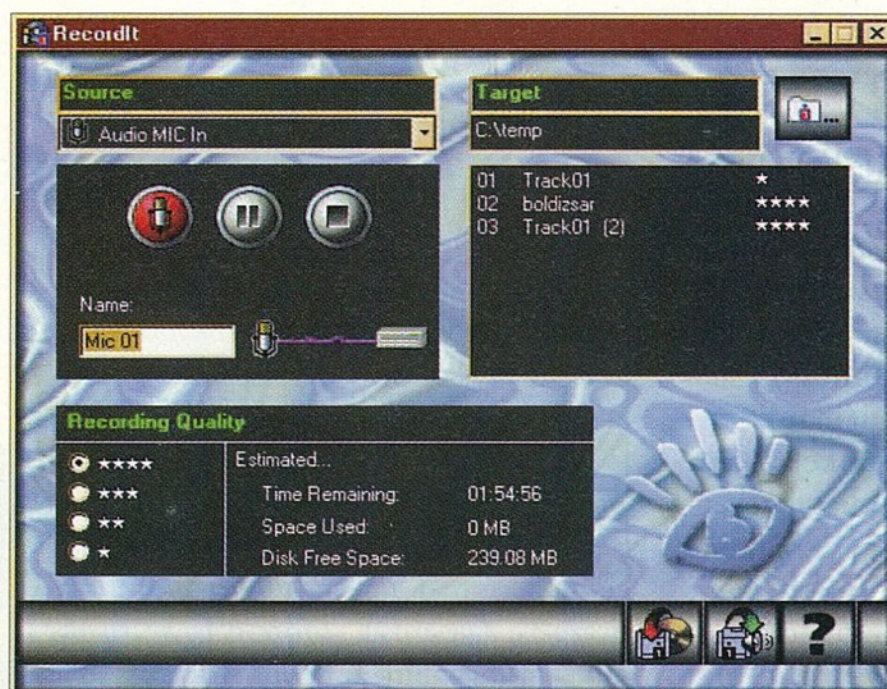 RecordIt
Source
Audio MIC In
Target
C:\temp
...
01 Track01 ★
02 boldizsar ★★★★
03 Track01 (2) ★★★★
Name:
Mic 01
Recording Quality
★★★★
★★★
★★
★
Estimated...
Time Remaining: 01:54:56
Space Used: 0 MB
Disk Free Space: 239.08 MB
?